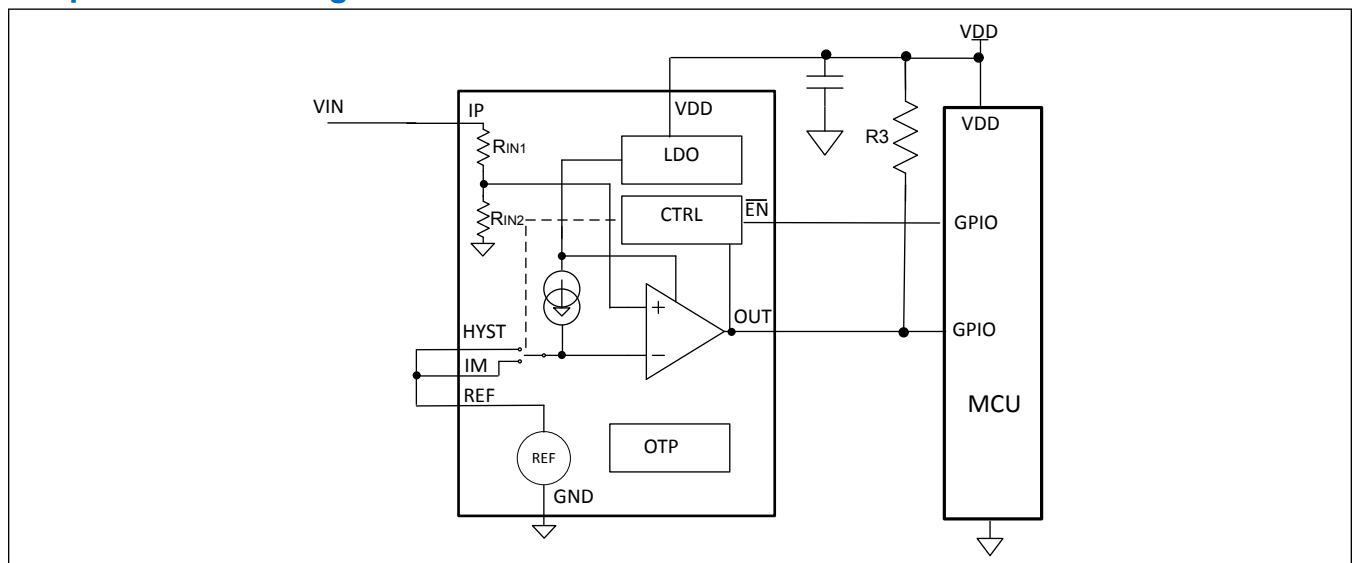 VDD
VIN
IP
VDD
VDD
RIN1
LDO
R3
CTRL
EN
RIN2
GPIO
+
OUT
GPIO
HYST
−
IM
REF
MCU
OTP
REF
GND